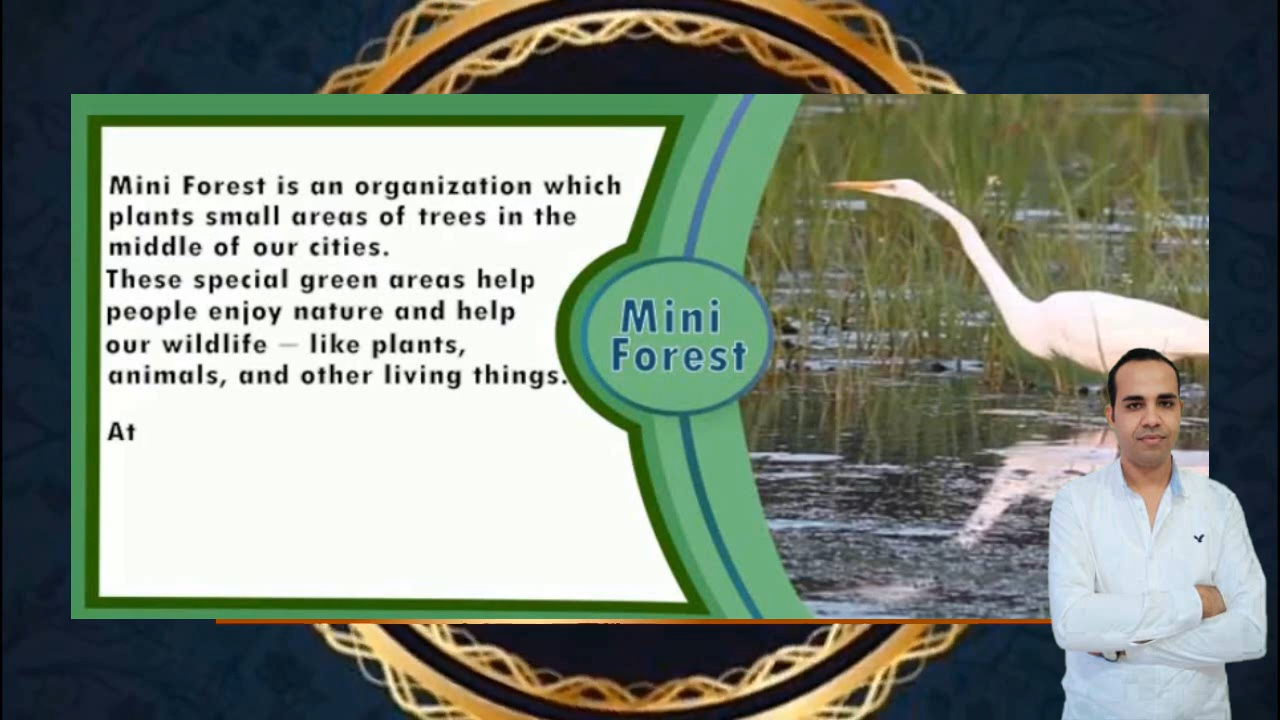 Mini Forest is an organization which
plants small areas of trees in the
middle of our cities.
These special green areas help
people enjoy nature and help
our wildlife – like plants,
animals, and other living things.
At
Mini
Forest